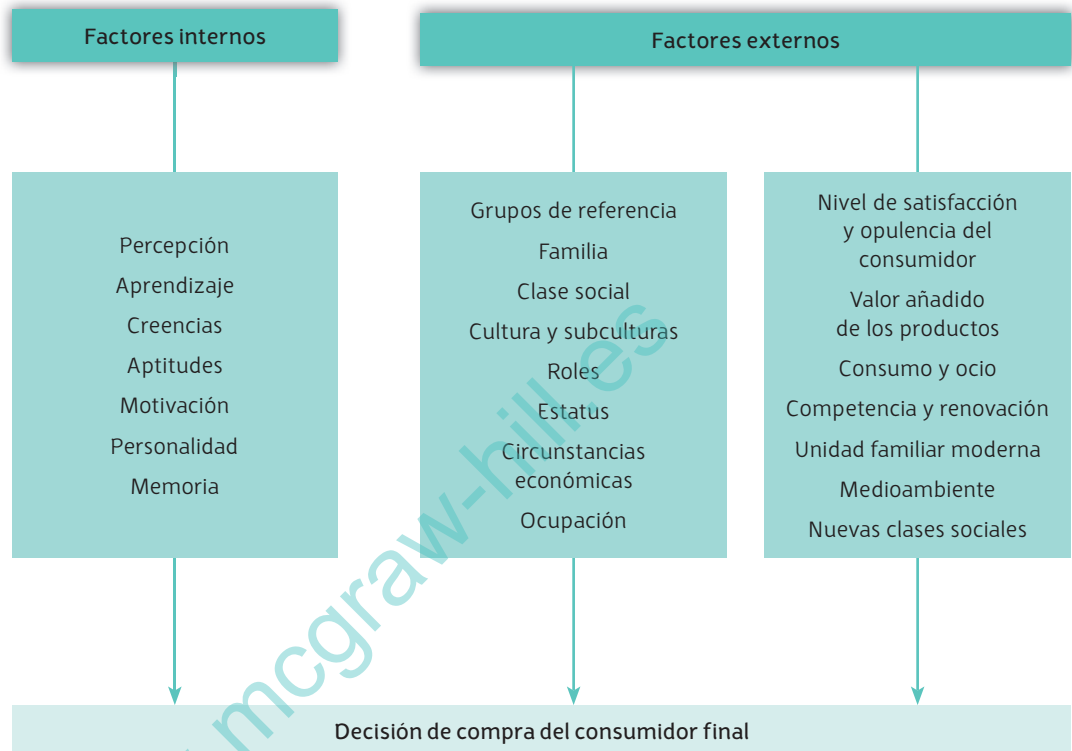 Factores internos
Factores externos
Percepción
Aprendizaje
Creencias
Aptitudes
Motivación
Personalidad
Memoria
Grupos de referencia
Familia
Clase social
Cultura y subculturas
Roles
Estatus
Circunstancias
económicas
Ocupación
Nivel de satisfacción
y opulencia del
consumidor
Valor añadido
de los productos
Consumo y ocio
Competencia y renovación
Unidad familiar moderna
Medioambiente
Nuevas clases sociales
Decisión de compra del consumidor final
.mcgraw-hill.es